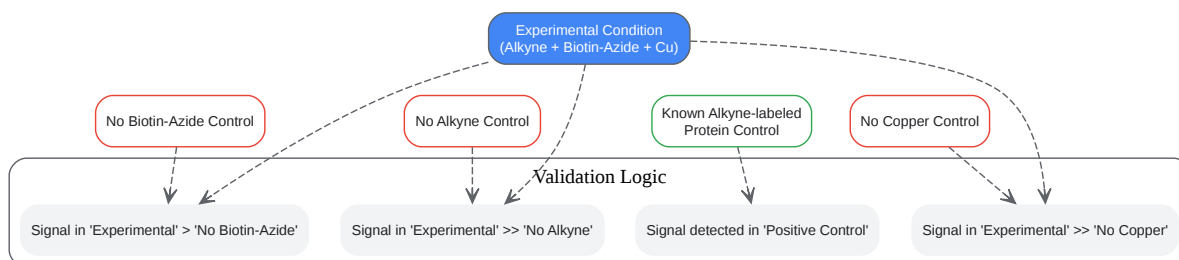 Experimental Condition
(Alkyne + Biotin-Azide + Cu)
No Biotin-Azide Control
No Alkyne Control
Known Alkyne-labeled
Protein Control
No Copper Control
Validation Logic
Signal in 'Experimental' > 'No Biotin-Azide'
Signal in 'Experimental' >> 'No Alkyne'
Signal detected in 'Positive Control'
Signal in 'Experimental' >> 'No Copper'